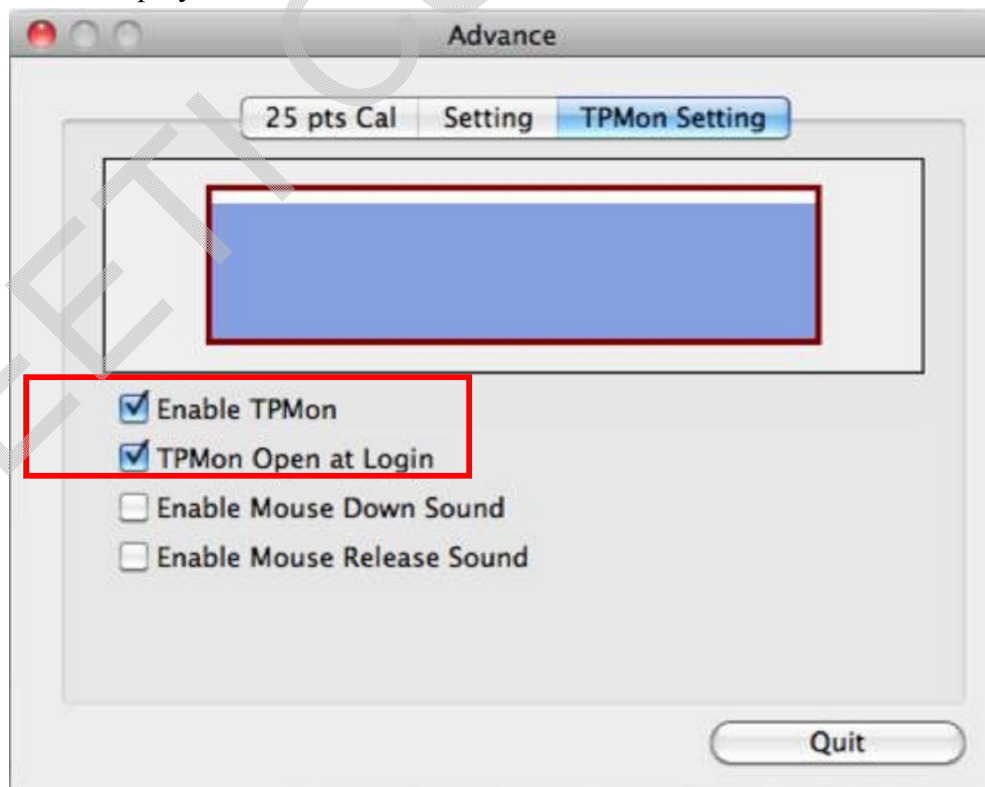 Advance
25 pts Cal Setting TPMon Setting
Enable TPMon
TPMon Open at Login
Enable Mouse Down Sound
Enable Mouse Release Sound
Quit